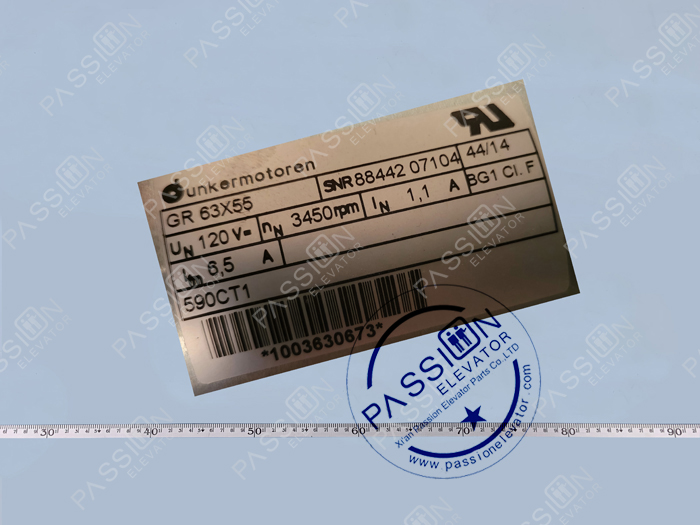 Dunkermotoren
SNR 88442 07104 44/14
GR 63X55
UN 120 V= nN 3450 rpm IN 1,1 A BG1 Cl. F
6,5 A
590CT1
*1003630673*
PASSION
ELEVATOR
Xi'an Passion Elevator Parts Co.,LTD
www.passionelevator.com
30 40 50 60 70 80 90